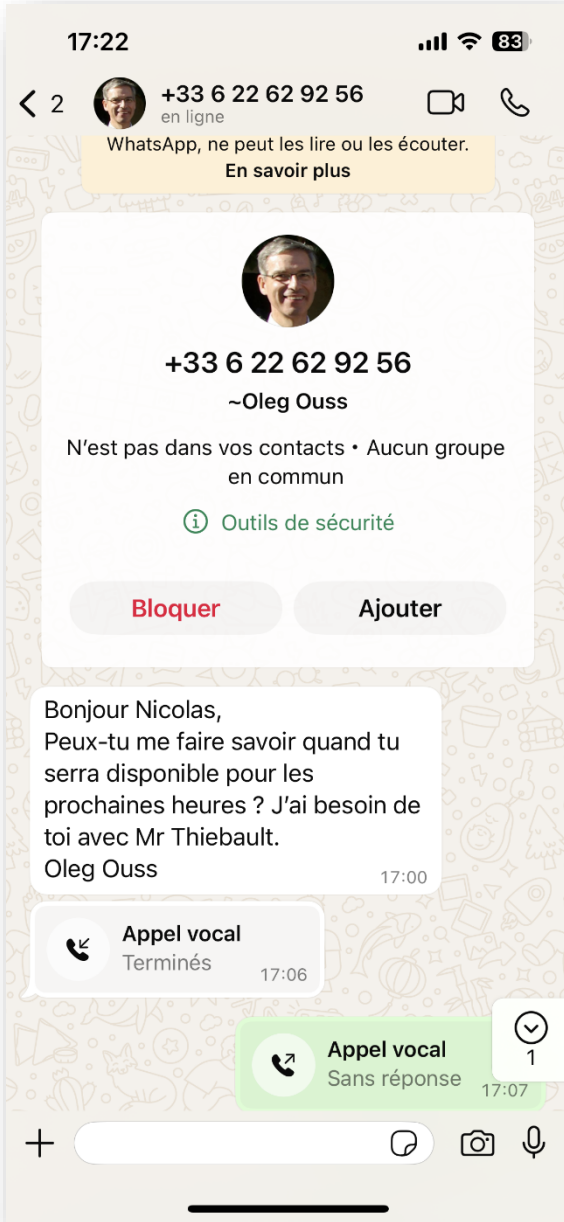 17:22
83
2
+33 6 22 62 92 56
en ligne
WhatsApp, ne peut les lire ou les écouter.
En savoir plus
+33 6 22 62 92 56
~Oleg Ouss
N'est pas dans vos contacts • Aucun groupe
en commun
Outils de sécurité
Bloquer
Ajouter
Bonjour Nicolas,
Peux-tu me faire savoir quand tu
serra disponible pour les
prochaines heures ? J'ai besoin de
toi avec Mr Thiebault.
Oleg Ouss
17:00
Appel vocal
Terminés
17:06
Appel vocal
Sans réponse
17:07
1